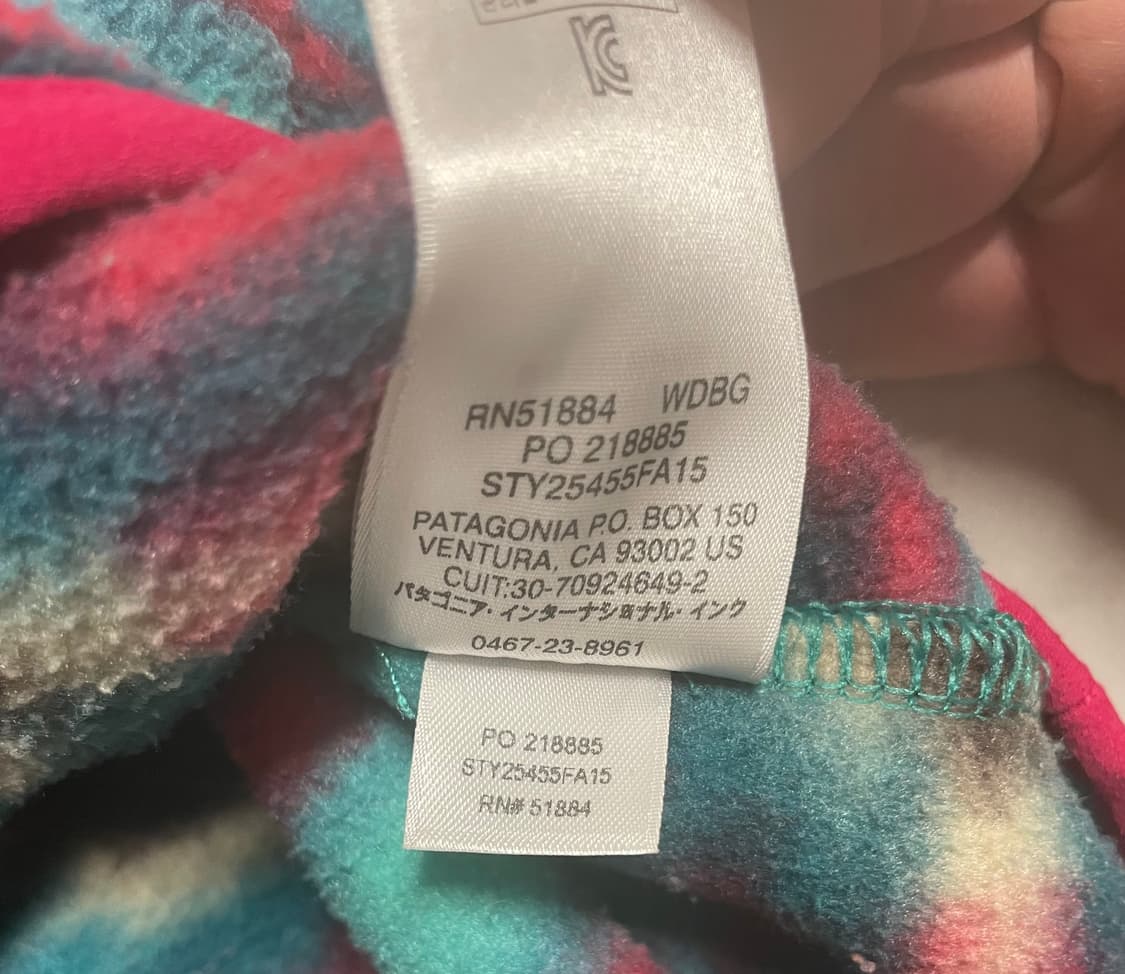 RN51884 WDBG
PO 218885
STY25455FA15
PATAGONIA P.O. BOX 150
VENTURA, CA 93002 US
CUIT:30-70924649-2
パタゴニア・インターナショナル・インク
0467-23-8961
PO 218885
STY25455FA15
RN# 51884